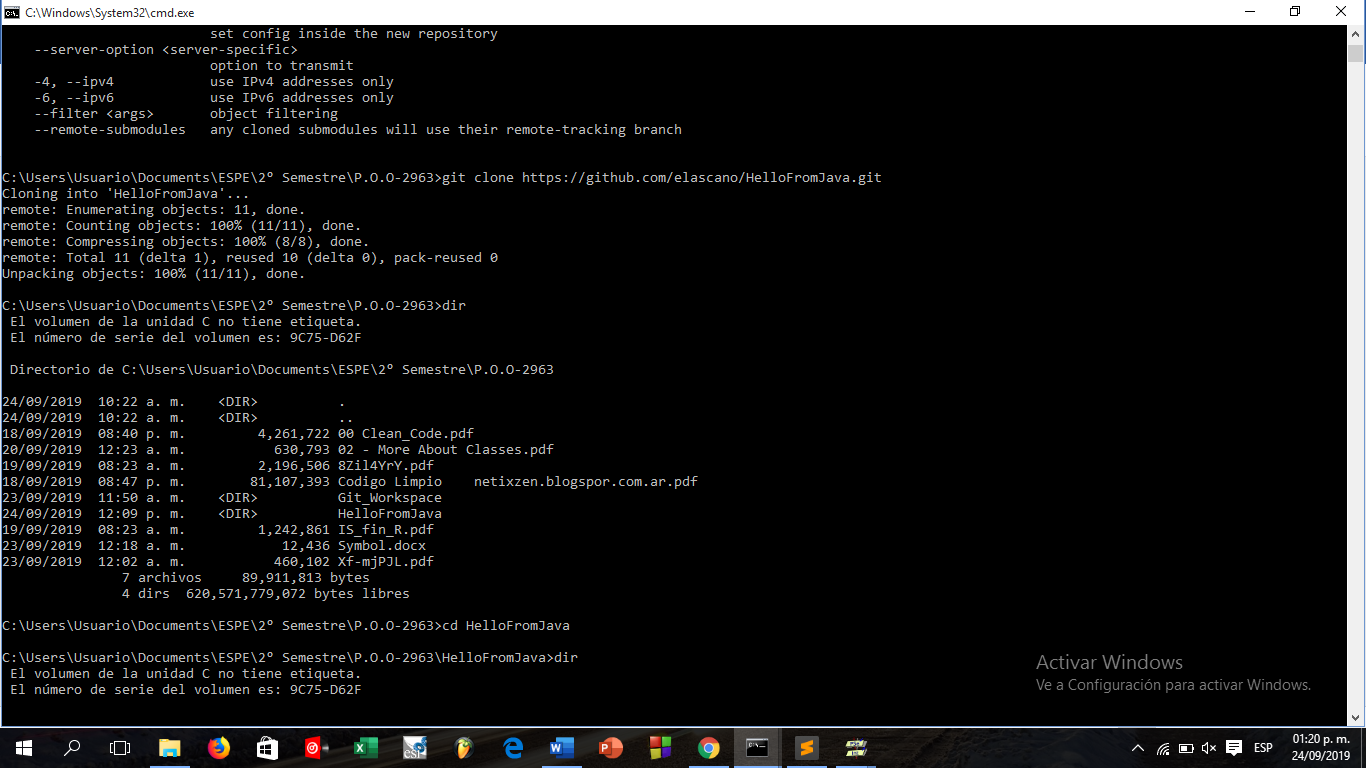 C:\Windows\System32\cmd.exe
set config inside the new repository
--server-option <server-specific>
option to transmit
-4, --ipv4 use IPv4 addresses only
-6, --ipv6 use IPv6 addresses only
--filter <args> object filtering
--remote-submodules any cloned submodules will use their remote-tracking branch
C:\Users\Usuario\Documents\ESPE\2º Semestre\P.O.O-2963>git clone https://github.com/elascano/HelloFromJava.git
Cloning into 'HelloFromJava'...
remote: Enumerating objects: 11, done.
remote: Counting objects: 100% (11/11), done.
remote: Compressing objects: 100% (8/8), done.
remote: Total 11 (delta 1), reused 10 (delta 0), pack-reused 0
Unpacking objects: 100% (11/11), done.
C:\Users\Usuario\Documents\ESPE\2º Semestre\P.O.O-2963>dir
El volumen de la unidad C no tiene etiqueta.
El número de serie del volumen es: 9C75-D62F
Directorio de C:\Users\Usuario\Documents\ESPE\2º Semestre\P.O.O-2963
24/09/2019 10:22 a. m. <DIR> .
24/09/2019 10:22 a. m. <DIR> ..
18/09/2019 08:40 p. m. 4,261,722 00 Clean_Code.pdf
20/09/2019 12:23 a. m. 630,793 02 - More About Classes.pdf
19/09/2019 08:23 a. m. 2,196,506 8Zil4YrY.pdf
18/09/2019 08:47 p. m. 81,107,393 Codigo Limpio netixzen.blogspor.com.ar.pdf
23/09/2019 11:50 a. m. <DIR> Git_Workspace
24/09/2019 12:09 p. m. <DIR> HelloFromJava
19/09/2019 08:23 a. m. 1,242,861 IS_fin_R.pdf
23/09/2019 12:18 a. m. 12,436 Symbol.docx
23/09/2019 12:02 a. m. 460,102 Xf-mjPJL.pdf
7 archivos 89,911,813 bytes
4 dirs 620,571,779,072 bytes libres
C:\Users\Usuario\Documents\ESPE\2º Semestre\P.O.O-2963>cd HelloFromJava
C:\Users\Usuario\Documents\ESPE\2º Semestre\P.O.O-2963\HelloFromJava>dir
El volumen de la unidad C no tiene etiqueta.
El número de serie del volumen es: 9C75-D62F
Activar Windows
Ve a Configuración para activar Windows.
ESP
01:20 p. m.
24/09/2019